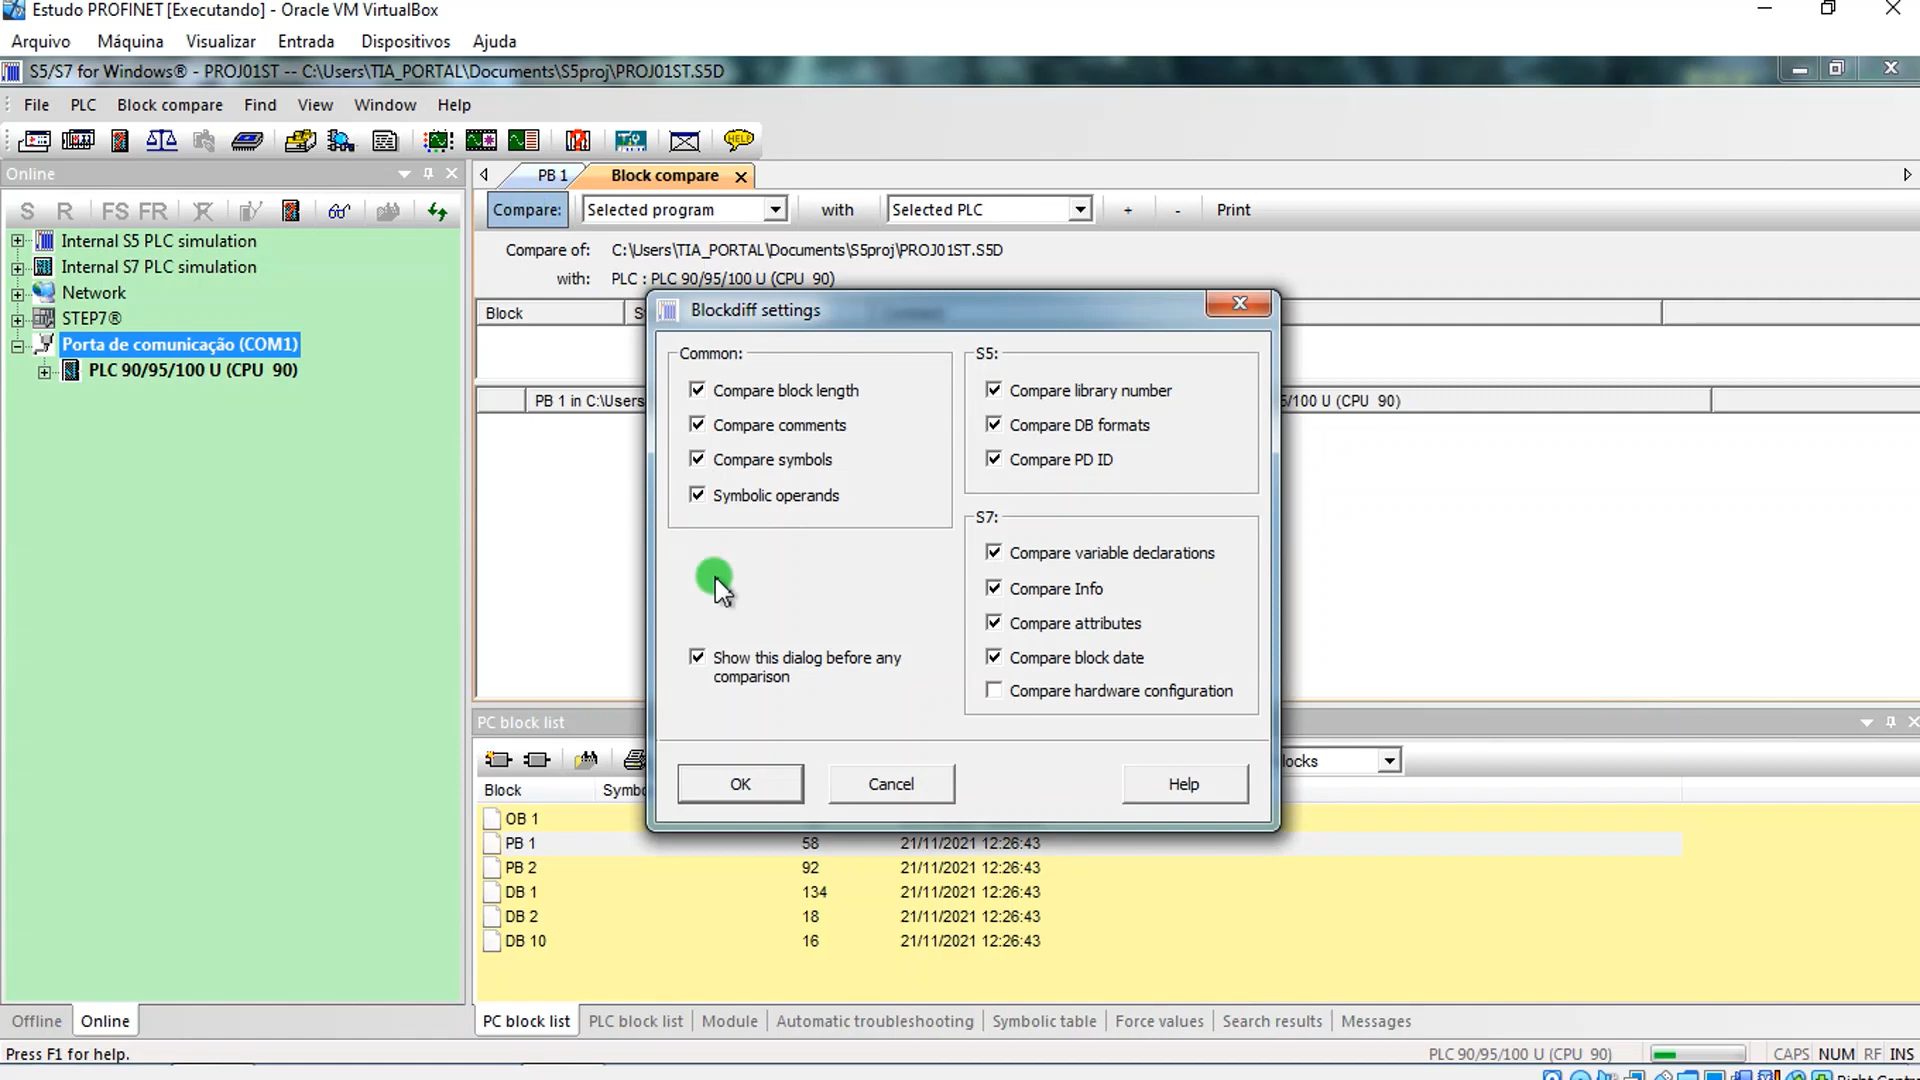 Estudo PROFINET [Executando] - Oracle VM VirtualBox
Arquivo Máquina Visualizar Entrada Dispositivos Ajuda
S5/S7 for Windows® - PROJ01ST -- C:\Users\TIA_PORTAL\Documents\S5proj\PROJ01ST.S5D
File PLC Block compare Find View Window Help
HELP
Online
PB 1 Block compare
S R FS FR
Compare: Selected program with Selected PLC + - Print
Internal S5 PLC simulation
Internal S7 PLC simulation
Network
STEP7®
Porta de comunicação (COM1)
PLC 90/95/100 U (CPU 90)
Compare of: C:\Users\TIA_PORTAL\Documents\S5proj\PROJ01ST.S5D
with: PLC : PLC 90/95/100 U (CPU 90)
Block
PB 1 in C:\Users
5/100 U (CPU 90)
Blockdiff settings
Common:
Compare block length
Compare comments
Compare symbols
Symbolic operands
Show this dialog before any
comparison
S5:
Compare library number
Compare DB formats
Compare PD ID
S7:
Compare variable declarations
Compare Info
Compare attributes
Compare block date
Compare hardware configuration
OK Cancel Help
PC block list
locks
Block Symbo
OB 1
PB 1 58 21/11/2021 12:26:43
PB 2 92 21/11/2021 12:26:43
DB 1 134 21/11/2021 12:26:43
DB 2 18 21/11/2021 12:26:43
DB 10 16 21/11/2021 12:26:43
Offline Online
PC block list PLC block list Module Automatic troubleshooting Symbolic table Force values Search results Messages
Press F1 for help.
PLC 90/95/100 U (CPU 90) CAPS NUM RF INS